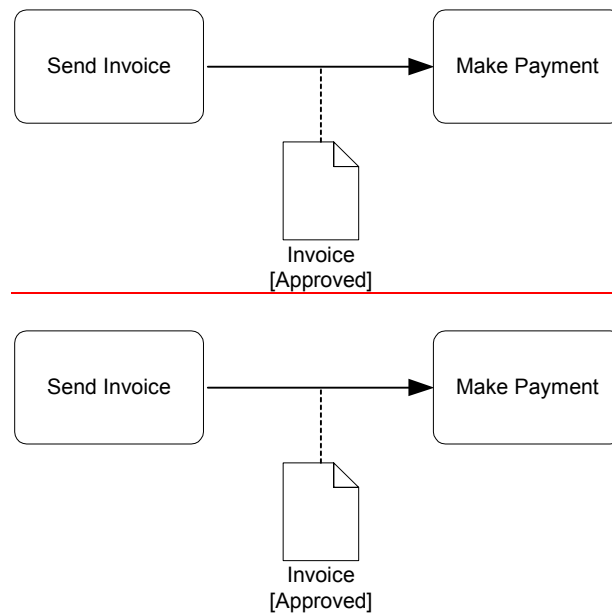 Send Invoice
Make Payment
Invoice
[Approved]
Send Invoice
Make Payment
Invoice
[Approved]